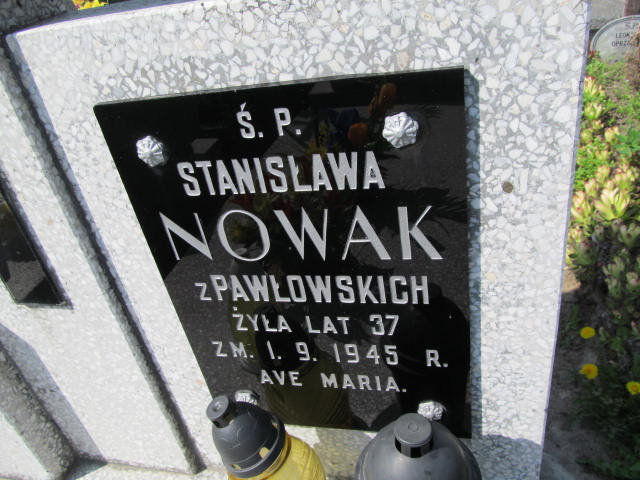 Ś. P.
STANISŁAWA
NOWAK
z PAWŁOWSKICH
ŻYŁA LAT 37
ZM. 1. 9. 1945 R.
AVE MARIA.